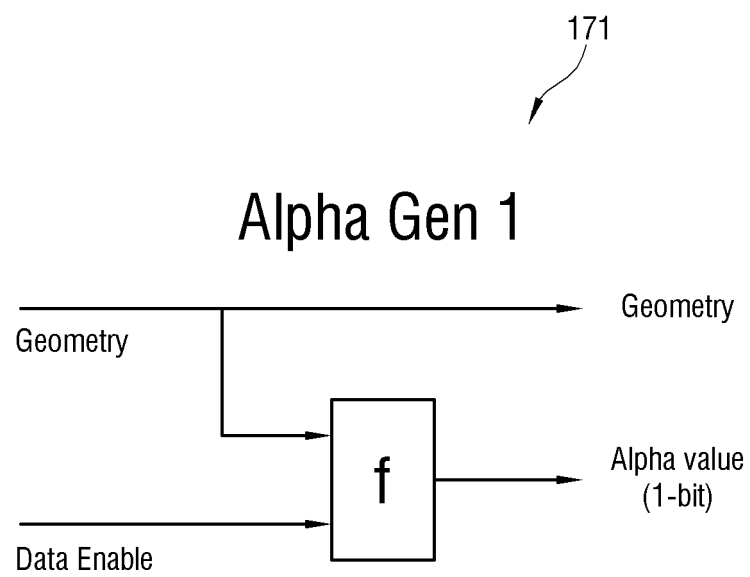 171
Alpha Gen 1
Geometry
Geometry
f
Alpha value
(1-bit)
Data Enable